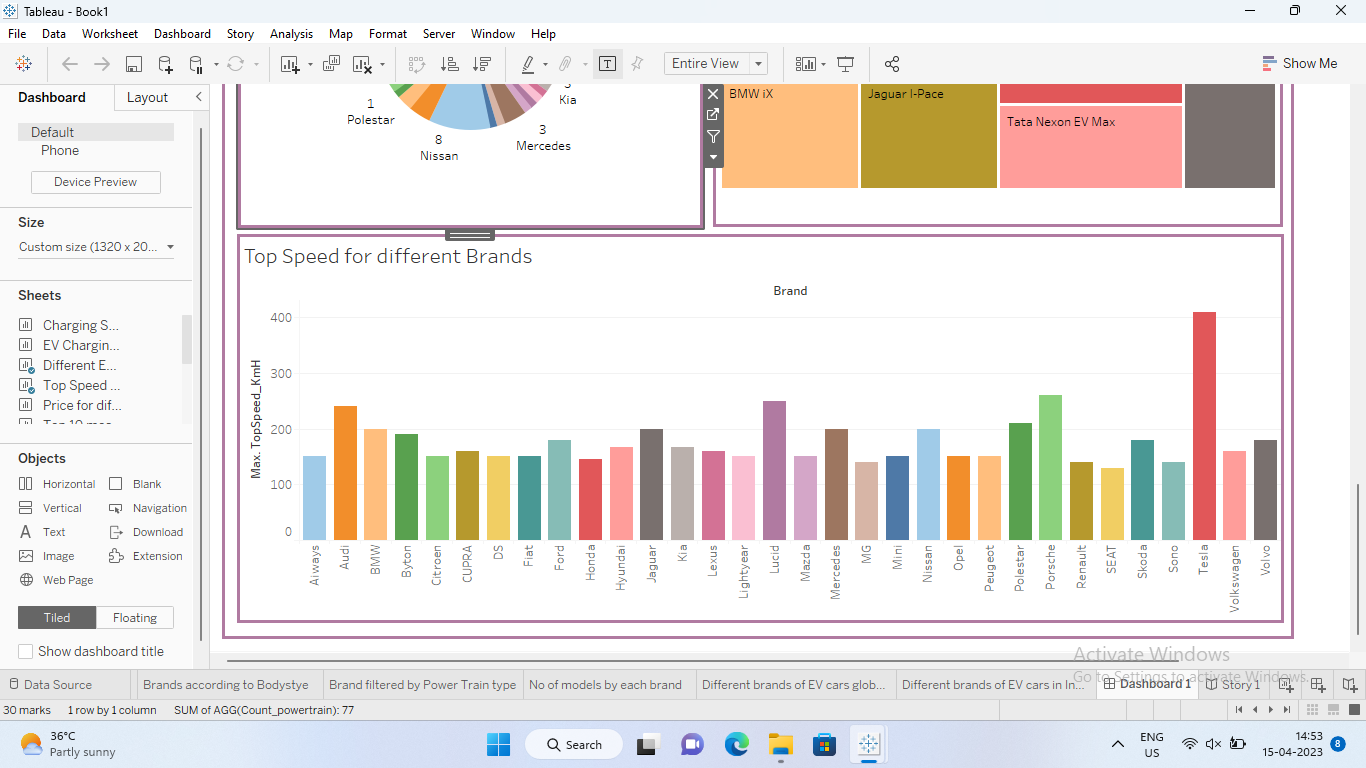 Tableau - Book1
File Data Worksheet Dashboard Story Analysis Map Format Server Window Help
Entire View
Show Me
Dashboard Layout
Default
Phone
Device Preview
Size
Custom size (1320 x 20...
Sheets
Charging S...
EV Chargin...
Different E...
Top Speed ...
Price for dif...
Objects
Horizontal Blank
Vertical Navigation
Text Download
Image Extension
Web Page
Tiled Floating
Show dashboard title
1
Polestar
8
Nissan
3
Mercedes
Kia
BMW iX
Jaguar I-Pace
Tata Nexon EV Max
Top Speed for different Brands
Brand
Max. TopSpeed_KmH
400
300
200
100
0
Aiways
Audi
BMW
Byton
Citroen
CUPRA
DS
Fiat
Ford
Honda
Hyundai
Jaguar
Kia
Lexus
Lightyear
Lucid
Mazda
Mercedes
MG
Mini
Nissan
Opel
Peugeot
Polestar
Porsche
Renault
SEAT
Skoda
Sono
Tesla
Volkswagen
Volvo
Activate Windows
Go to Settings to activate Windows.
Data Source Brands according to Bodystye Brand filtered by Power Train type No of models by each brand Different brands of EV cars glob... Different brands of EV cars in In... Dashboard 1 Story 1
30 marks 1 row by 1 column SUM of AGG(Count_powertrain): 77
36°C
Partly sunny
Search
ENG
US
14:53
15-04-2023
8